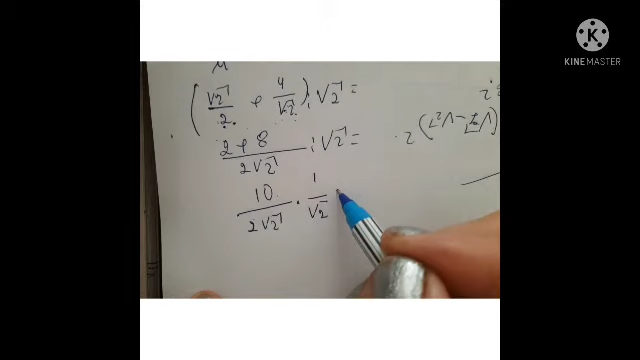 KINEMASTER
(√2/2 + 4/√2) : √2 =
2+8/2√2 : √2 =
10/2√2 · 1/√2